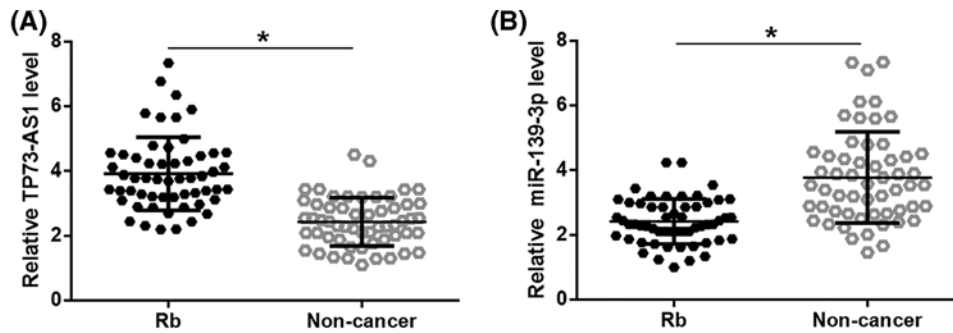 (A)
Relative TP73-AS1 level
8
6
4
2
0
*
Rb Non-cancer
(B)
Relative miR-139-3p level
8
6
4
2
0
*
Rb Non-cancer